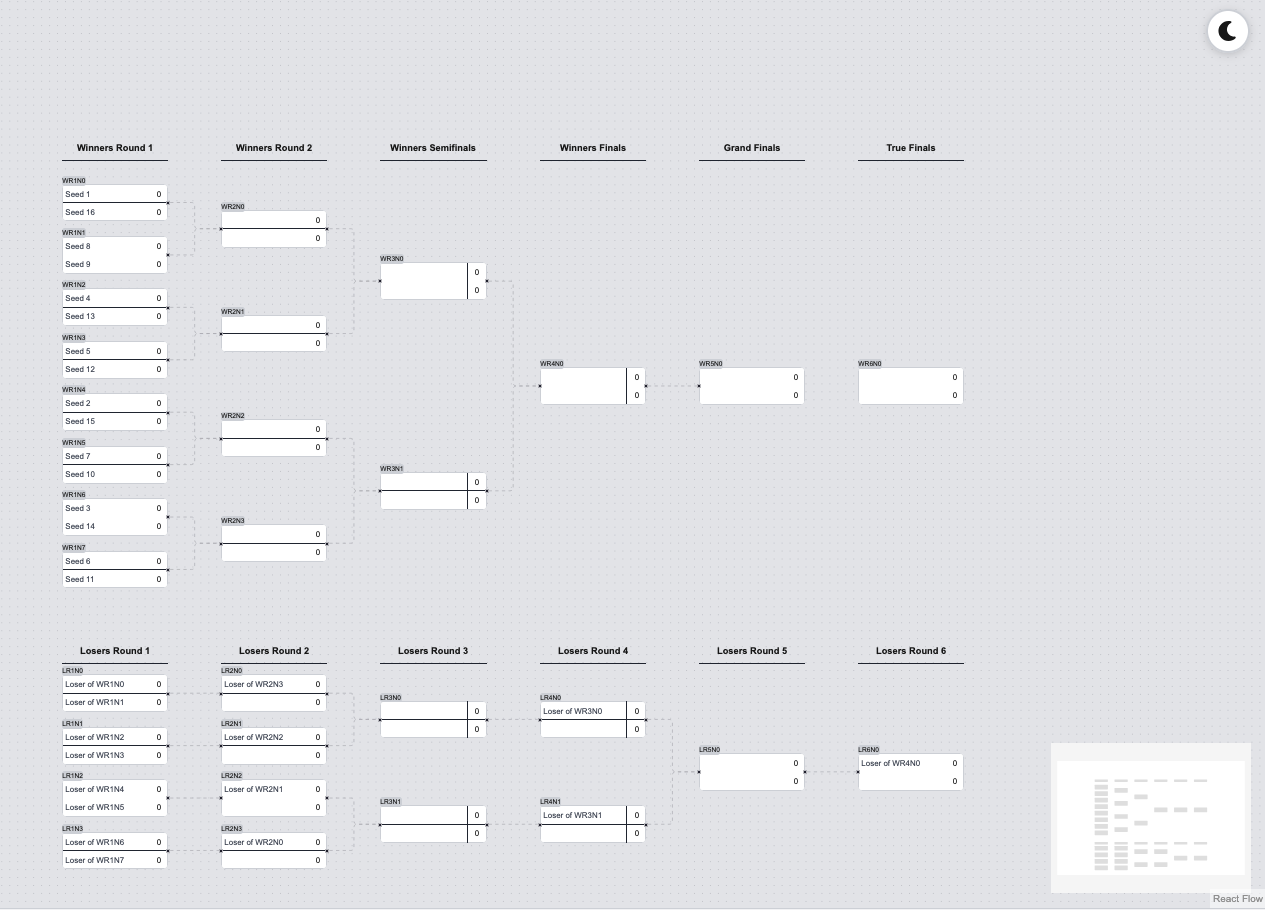 Winners Round 1
Winners Round 2
Winners Semifinals
Winners Finals
Grand Finals
True Finals
WR1N0
Seed 1 0
Seed 16 0
WR1N1
Seed 8 0
Seed 9 0
WR1N2
Seed 4 0
Seed 13 0
WR1N3
Seed 5 0
Seed 12 0
WR1N4
Seed 2 0
Seed 15 0
WR1N5
Seed 7 0
Seed 10 0
WR1N6
Seed 3 0
Seed 14 0
WR1N7
Seed 6 0
Seed 11 0
WR2N0
0
0
WR2N1
0
0
WR2N2
0
0
WR2N3
0
0
WR3N0
0
0
WR3N1
0
0
WR4N0
0
0
WR5N0
0
0
WR6N0
0
0
Losers Round 1
Losers Round 2
Losers Round 3
Losers Round 4
Losers Round 5
Losers Round 6
LR1N0
Loser of WR1N0 0
Loser of WR1N1 0
LR1N1
Loser of WR1N2 0
Loser of WR1N3 0
LR1N2
Loser of WR1N4 0
Loser of WR1N5 0
LR1N3
Loser of WR1N6 0
Loser of WR1N7 0
LR2N0
Loser of WR2N3 0
0
LR2N1
Loser of WR2N2 0
0
LR2N2
Loser of WR2N1 0
0
LR2N3
Loser of WR2N0 0
0
LR3N0
0
0
LR3N1
0
0
LR4N0
Loser of WR3N0 0
0
LR4N1
Loser of WR3N1 0
0
LR5N0
0
0
LR6N0
Loser of WR4N0 0
0
React Flow